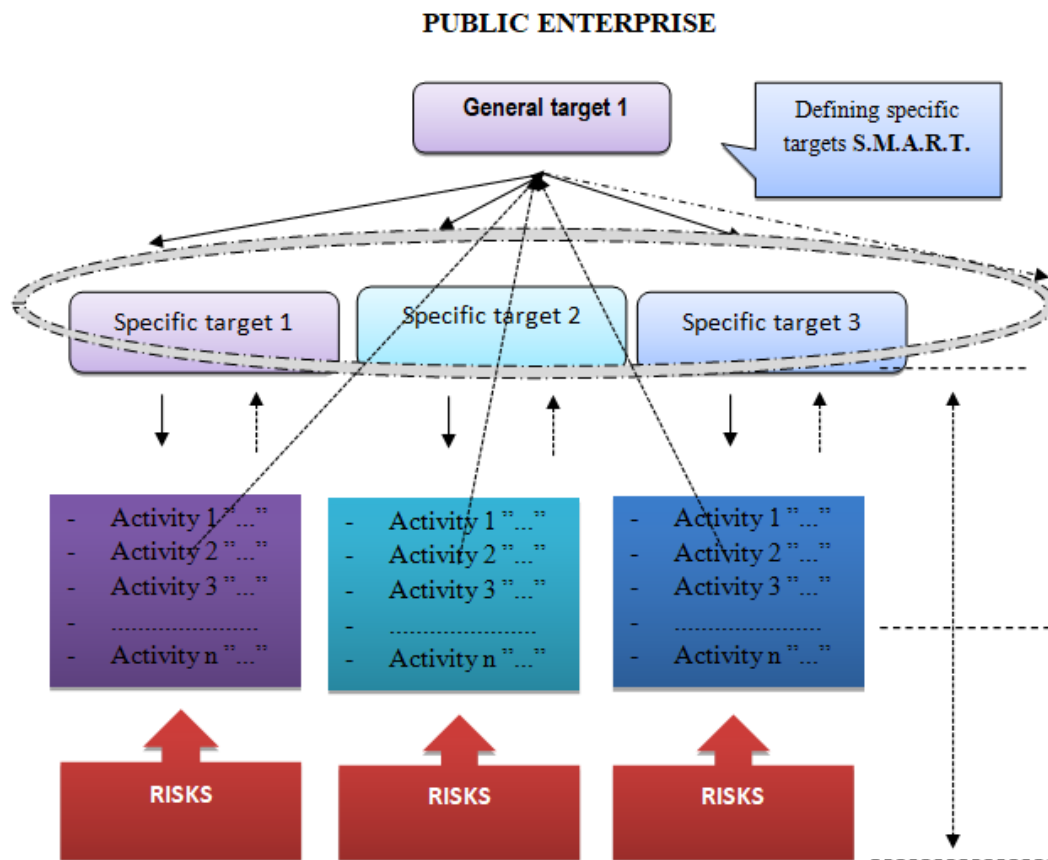 PUBLIC ENTERPRISE
General target 1
Defining specific
targets S.M.A.R.T.
Specific target 1
Specific target 2
Specific target 3
- Activity 1 ”...”
- Activity 2 ”...”
- Activity 3 ”...”
- ......................
- Activity n ”...”
- Activity 1 ”...”
- Activity 2 ”...”
- Activity 3 ”...”
- ......................
- Activity n ”...”
- Activity 1 ”...”
- Activity 2 ”...”
- Activity 3 ”...”
- ......................
- Activity n ”...”
RISKS
RISKS
RISKS